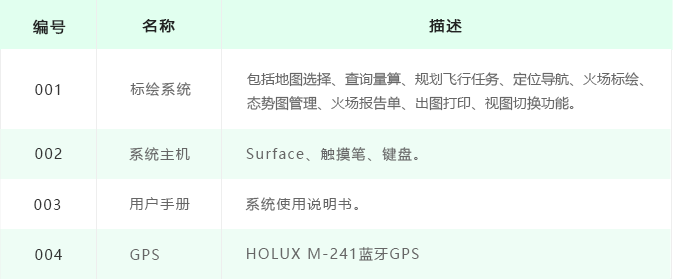 编号 名称 描述
001 标绘系统 包括地图选择、查询量算、规划飞行任务、定位导航、火场标绘、
态势图管理、火场报告单、出图打印、视图切换功能。
002 系统主机 Surface、触摸笔、键盘。
003 用户手册 系统使用说明书。
004 GPS HOLUX M-241蓝牙GPS